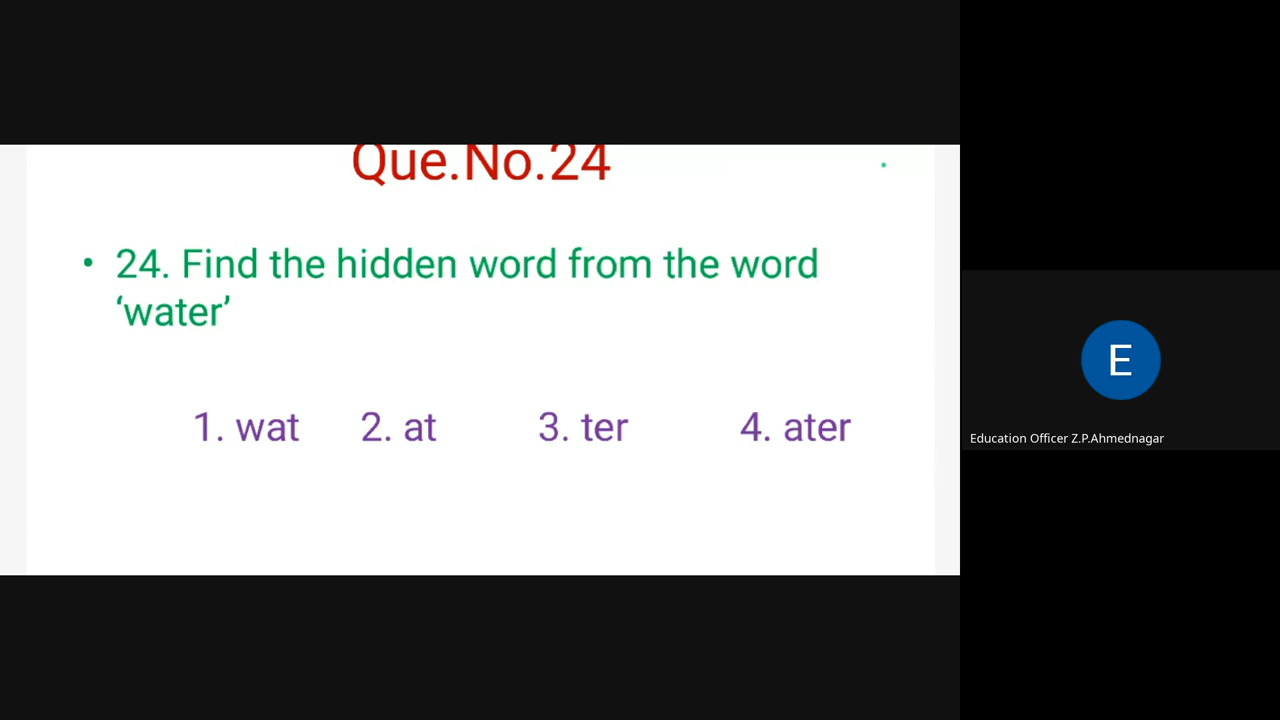 Que.No.24
• 24. Find the hidden word from the word
‘water’
1. wat 2. at 3. ter 4. ater
E
Education Officer Z.P.Ahmednagar